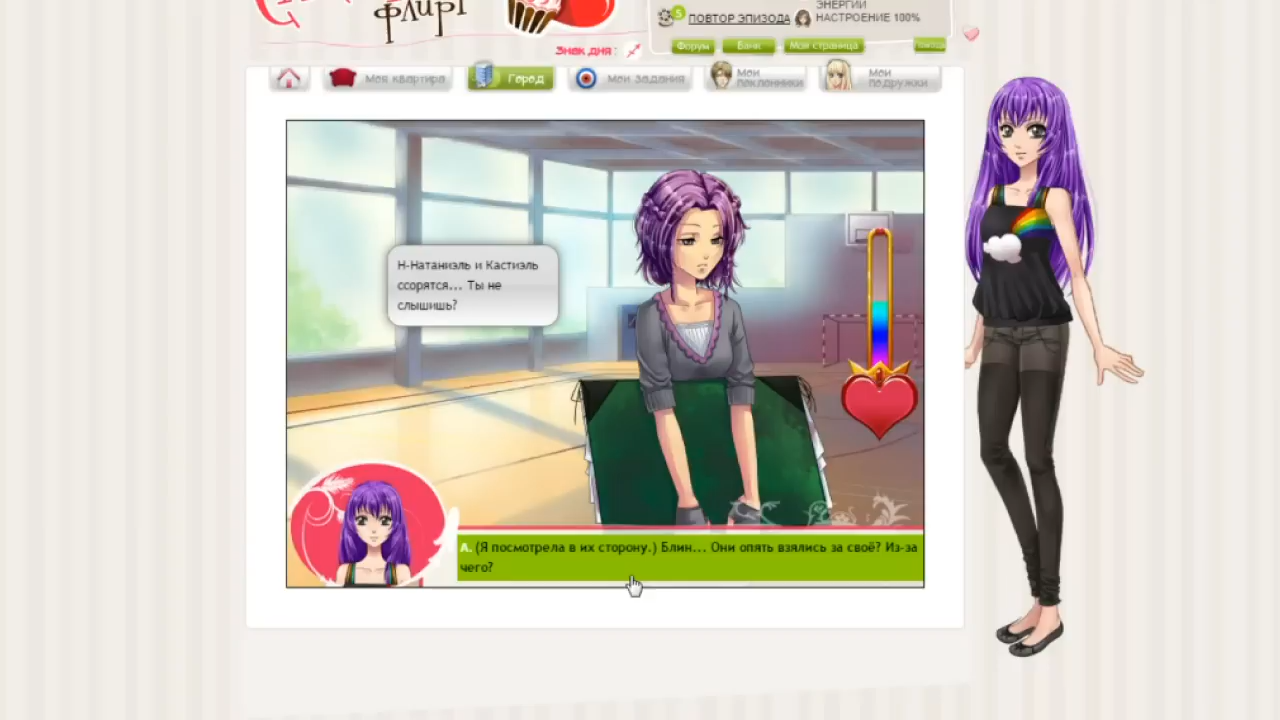 флирт
5
ПОВТОР ЭПИЗОДА
ЭНЕРГИИ
НАСТРОЕНИЕ 100%
Знак дня:
Форум
Банк
Моя страница
Моя квартира
Город
Мои задания
Мои
поклонники
Мои
подружки
Н-Натаниэль и Кастиэль
ссорятся... Ты не
слышишь?
А. (Я посмотрела в их сторону.) Блин... Они опять взялись за своё? Из-за
чего?